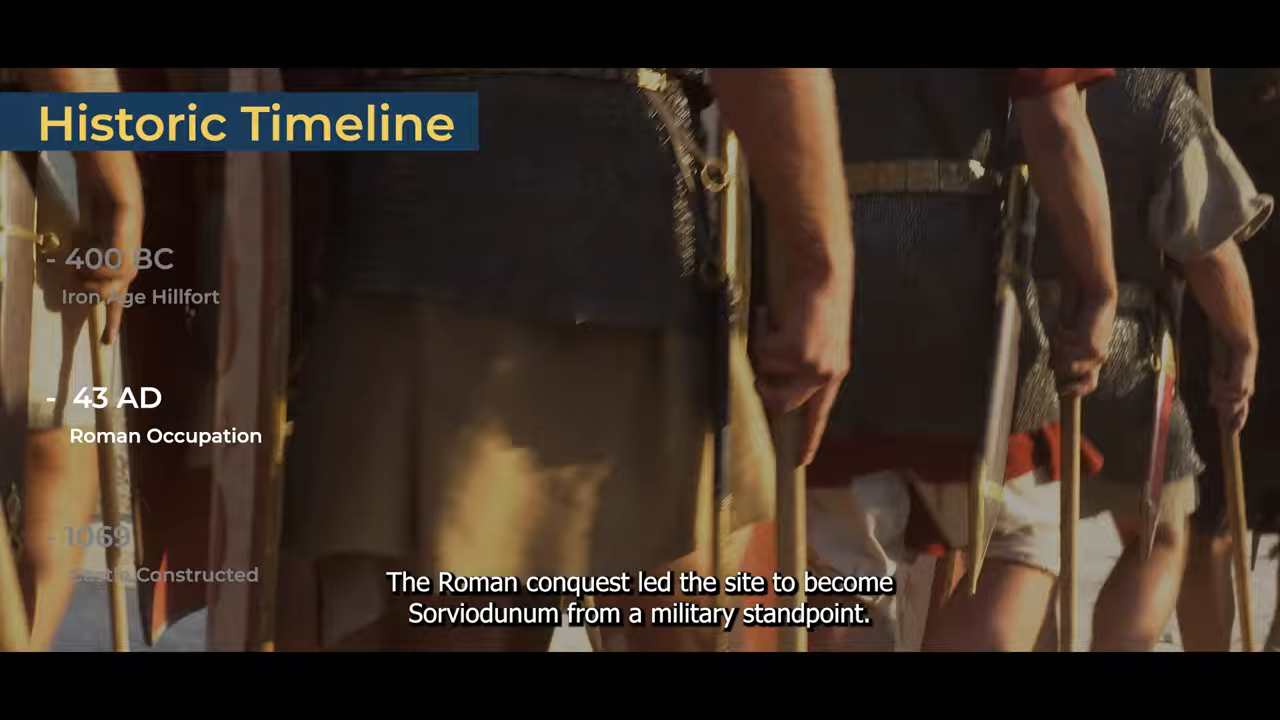 Historic Timeline
- 400 BC
Iron Age Hillfort
- 43 AD
Roman Occupation
- 1069
Castle Constructed
The Roman conquest led the site to become
Sorviodunum from a military standpoint.